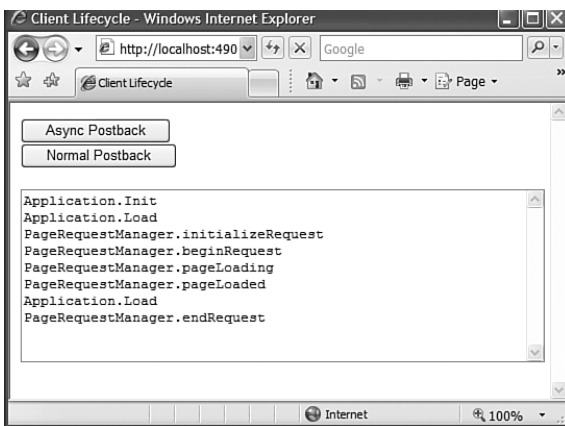 Client Lifecycle - Windows Internet Explorer
http://localhost:490
Google
Client Lifecycle
Page
»
Async Postback
Normal Postback
Application.Init
Application.Load
PageRequestManager.initializeRequest
PageRequestManager.beginRequest
PageRequestManager.pageLoading
PageRequestManager.pageLoaded
Application.Load
PageRequestManager.endRequest
Internet
100%